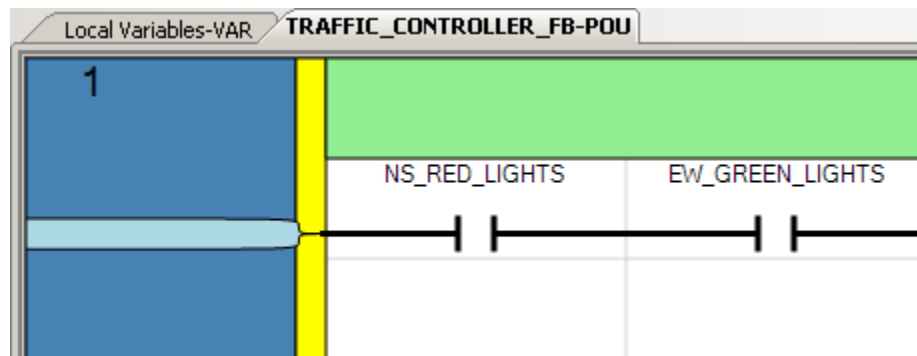 Local Variables-VAR TRAFFIC_CONTROLLER_FB-POU
1
NS_RED_LIGHTS EW_GREEN_LIGHTS